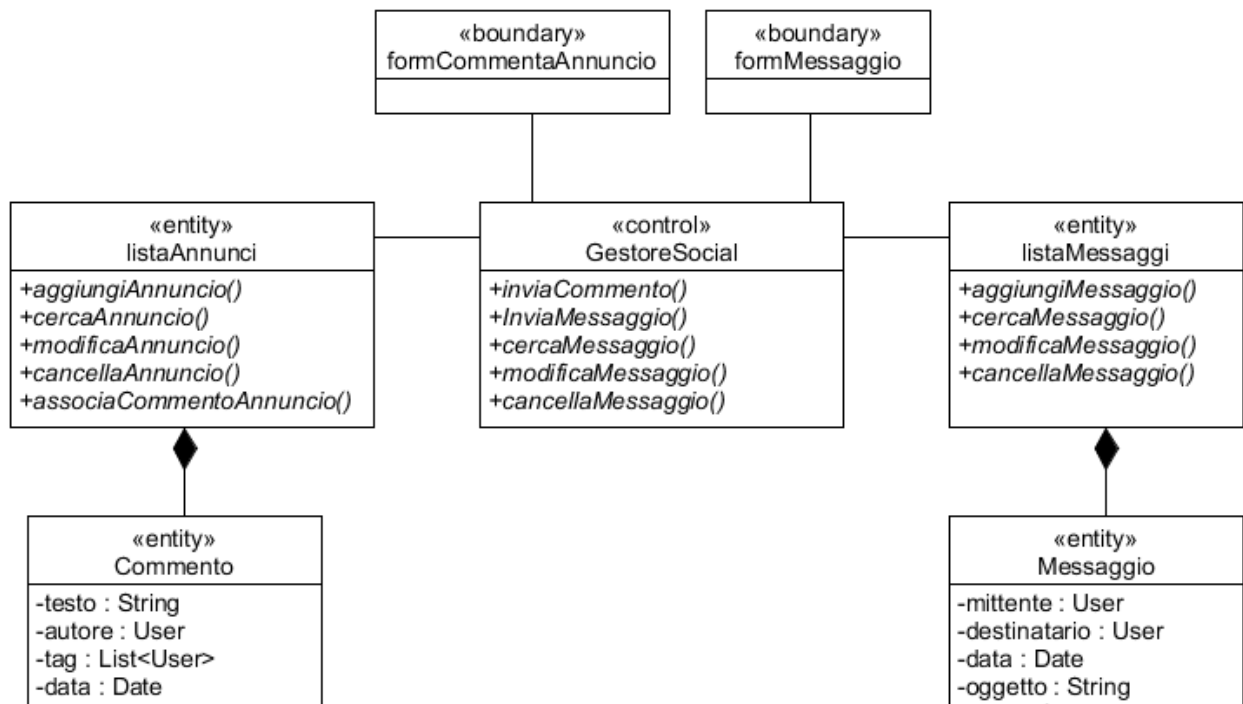 «boundary»
formCommentaAnnuncio
«boundary»
formMessaggio
«entity»
listaAnnunci
+aggiungiAnnuncio()
+cercaAnnuncio()
+modificaAnnuncio()
+cancellaAnnuncio()
+associaCommentoAnnuncio()
«control»
GestoreSocial
+inviaCommento()
+InviaMessaggio()
+cercaMessaggio()
+modificaMessaggio()
+cancellaMessaggio()
«entity»
listaMessaggi
+aggiungiMessaggio()
+cercaMessaggio()
+modificaMessaggio()
+cancellaMessaggio()
«entity»
Commento
-testo : String
-autore : User
-tag : List<User>
-data : Date
«entity»
Messaggio
-mittente : User
-destinatario : User
-data : Date
-oggetto : String